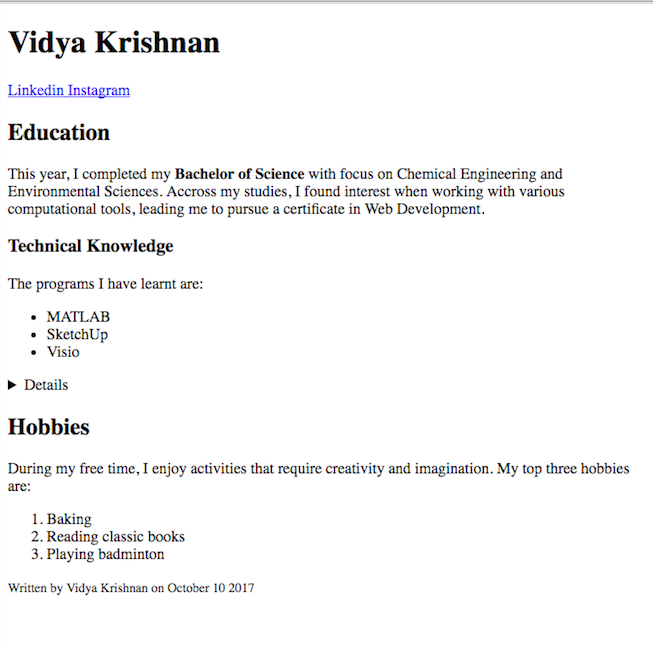 Vidya Krishnan
Linkedin Instagram
Education
This year, I completed my Bachelor of Science with focus on Chemical Engineering and
Environmental Sciences. Accross my studies, I found interest when working with various
computational tools, leading me to pursue a certificate in Web Development.
Technical Knowledge
The programs I have learnt are:
• MATLAB
• SketchUp
• Visio
▶ Details
Hobbies
During my free time, I enjoy activities that require creativity and imagination. My top three hobbies
are:
1. Baking
2. Reading classic books
3. Playing badminton
Written by Vidya Krishnan on October 10 2017